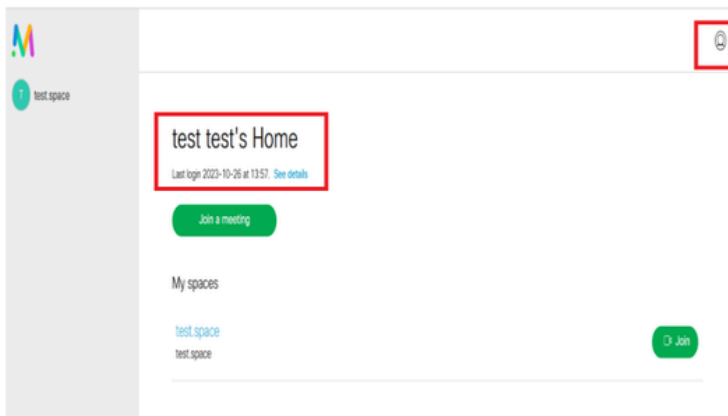 T test.space
test test's Home
Last login 2023-10-26 at 13:57. See details
Join a meeting
My spaces
test.space
test.space
Join